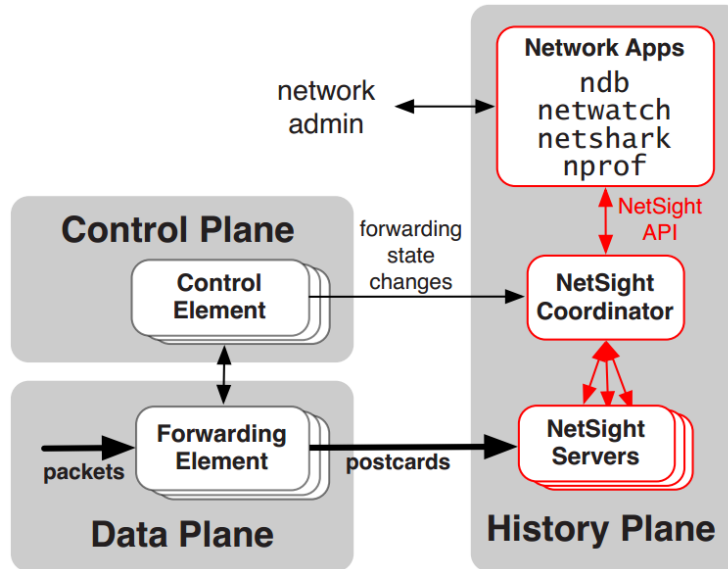 Network Apps
ndb
netwatch
netshark
nprof
network
admin
NetSight
API
Control Plane
forwarding
state
changes
Control
Element
NetSight
Coordinator
Forwarding
Element
packets
postcards
NetSight
Servers
Data Plane
History Plane